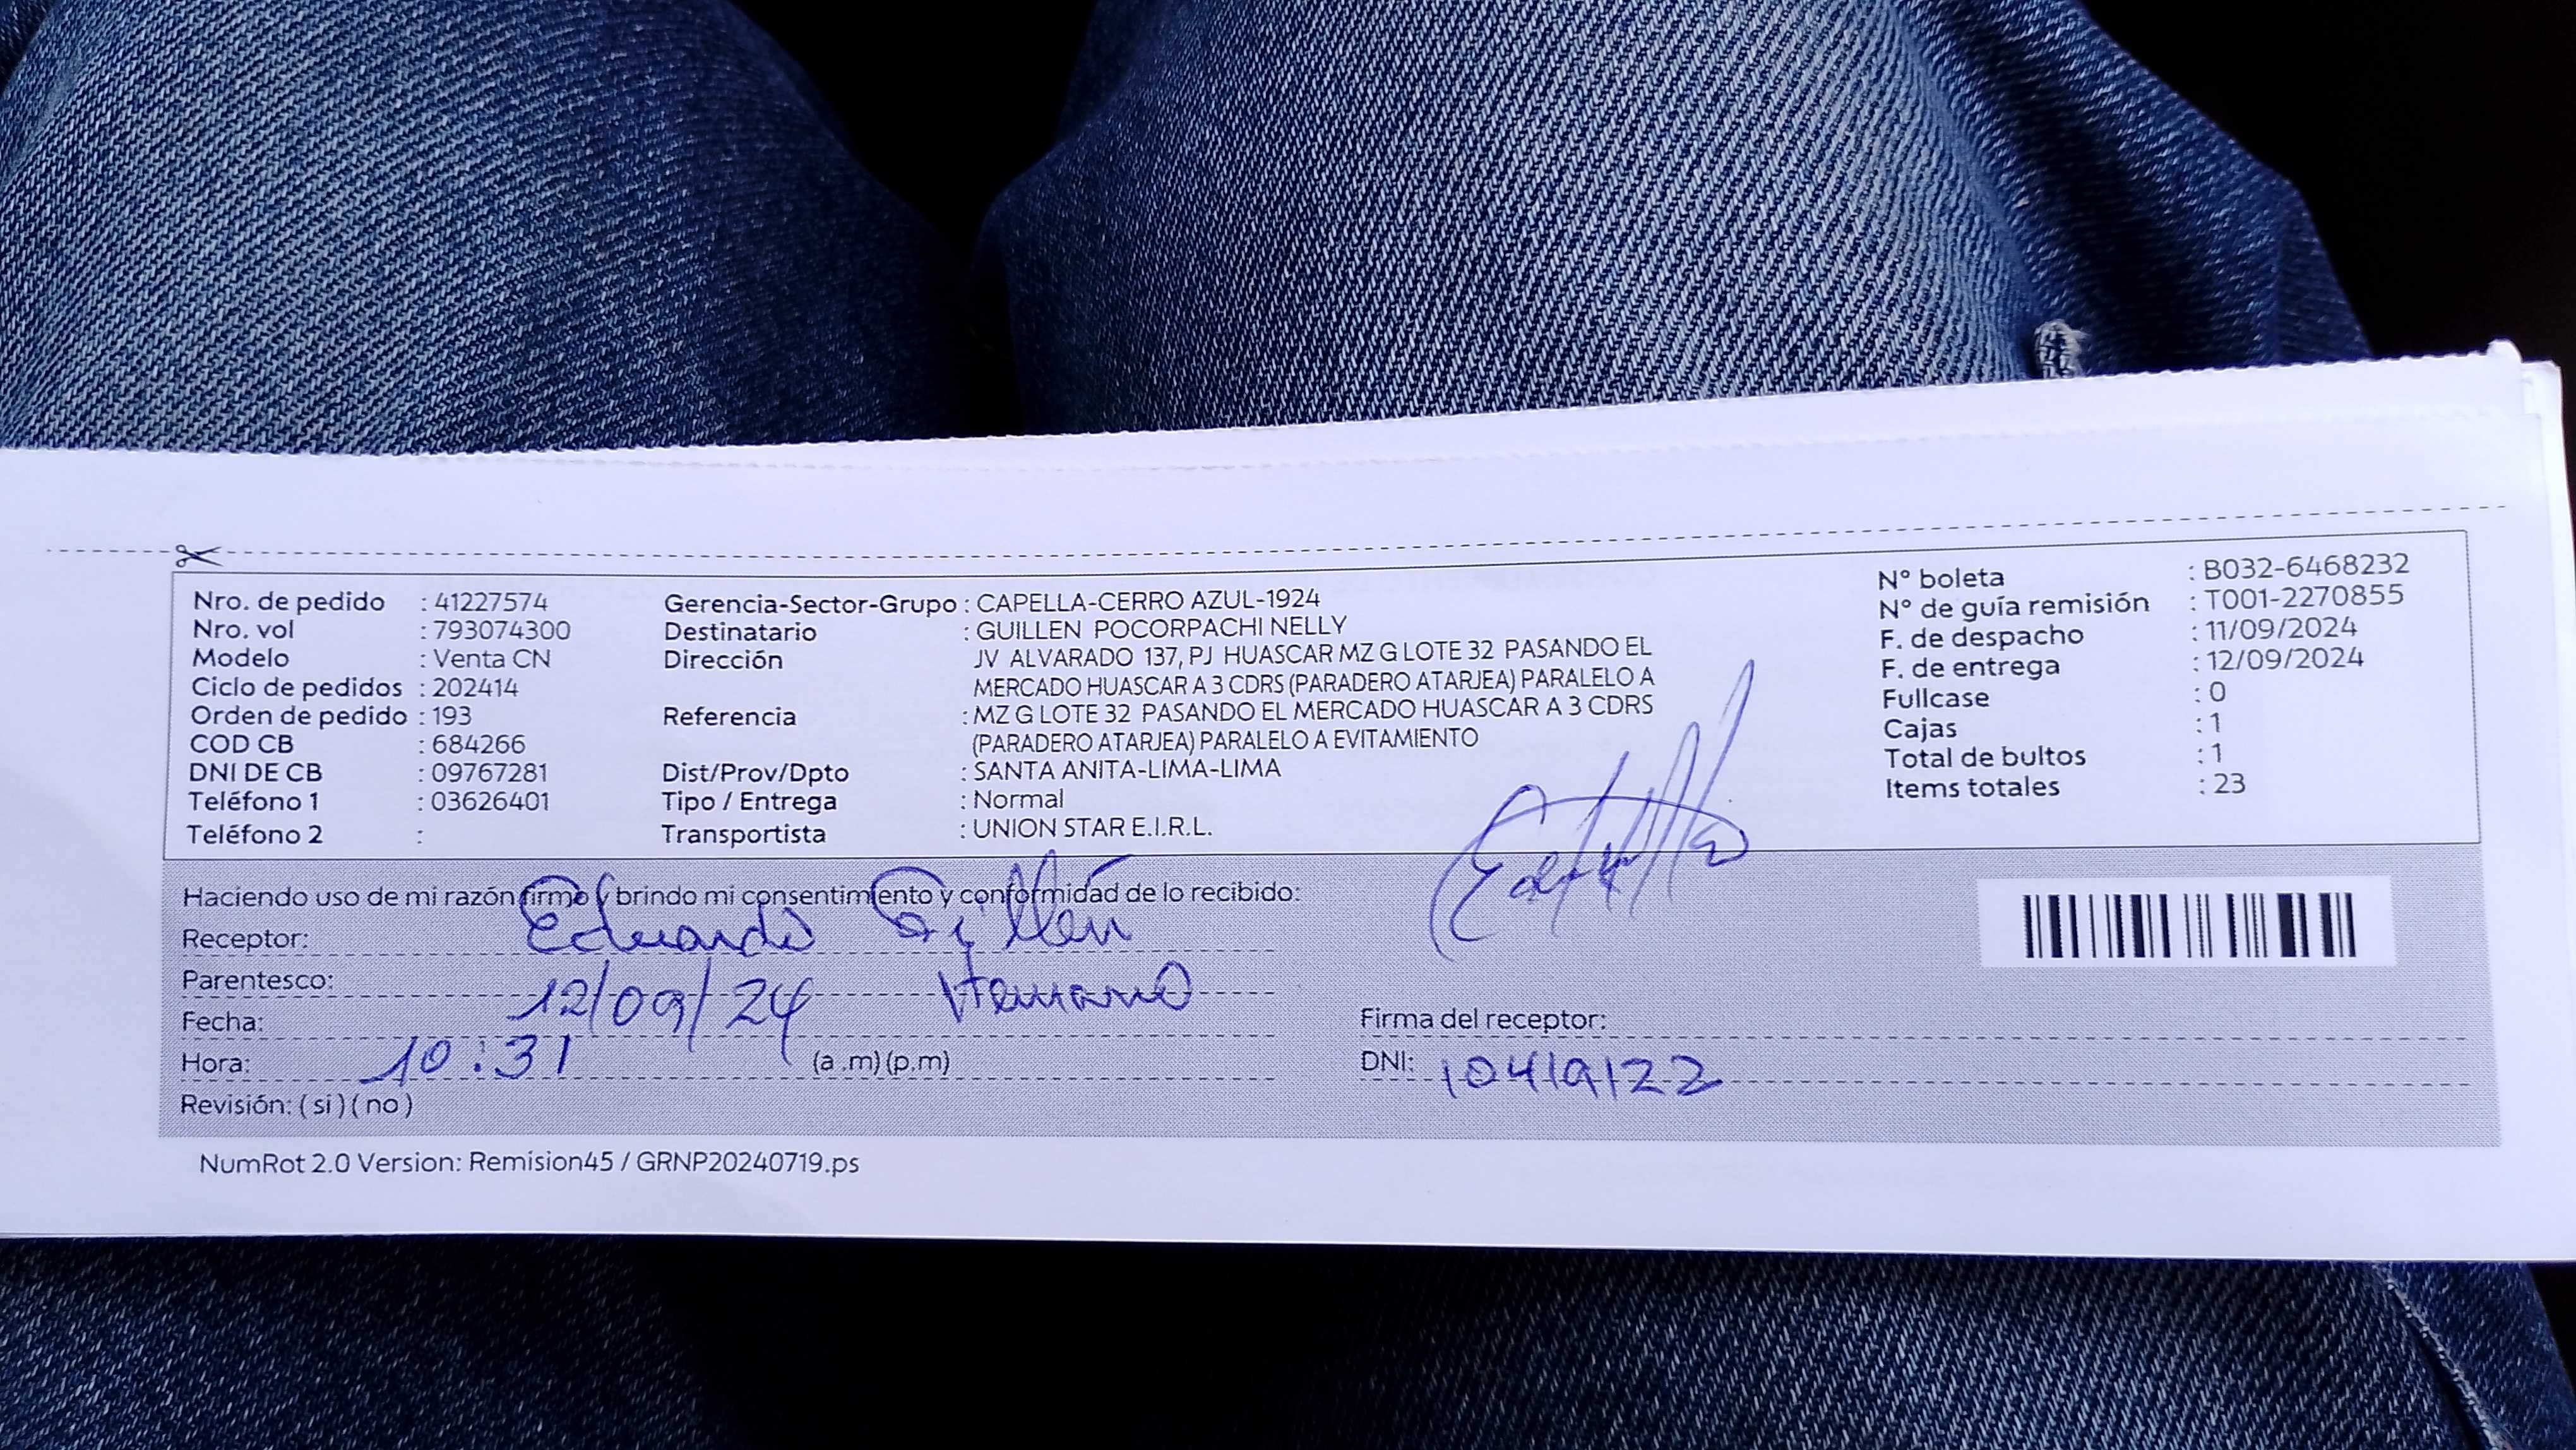 Nro. de pedido : 41227574
Nro. vol : 793074300
Modelo : Venta CN
Ciclo de pedidos : 202414
Orden de pedido : 193
COD CB : 684266
DNI DE CB : 09767281
Teléfono 1 : 03626401
Teléfono 2 :
Gerencia-Sector-Grupo : CAPELLA-CERRO AZUL-1924
Destinatario : GUILLEN POCORPACHI NELLY
Dirección JV ALVARADO 137, PJ HUASCAR MZ G LOTE 32 PASANDO EL
MERCADO HUASCAR A 3 CDRS (PARADERO ATARJEA) PARALELO A
Referencia : MZ G LOTE 32 PASANDO EL MERCADO HUASCAR A 3 CDRS
(PARADERO ATARJEA) PARALELO A EVITAMIENTO
Dist/Prov/Dpto : SANTA ANITA-LIMA-LIMA
Tipo / Entrega : Normal
Transportista : UNION STAR E.I.R.L.
N° boleta : B032-6468232
N° de guía remisión : T001-2270855
F. de despacho : 11/09/2024
F. de entrega : 12/09/2024
Fullcase : 0
Cajas : 1
Total de bultos : 1
Items totales : 23
Haciendo uso de mi razón firmo y brindo mi consentimiento y conformidad de lo recibido:
Receptor: Eduardo Guillén
Parentesco: Hermano
Fecha: 12/09/24
Hora: 10:31 (a .m) (p.m)
Revisión: ( si ) ( no )
Firma del receptor:
DNI: 10419122
NumRot 2.0 Version: Remision45 / GRNP20240719.ps